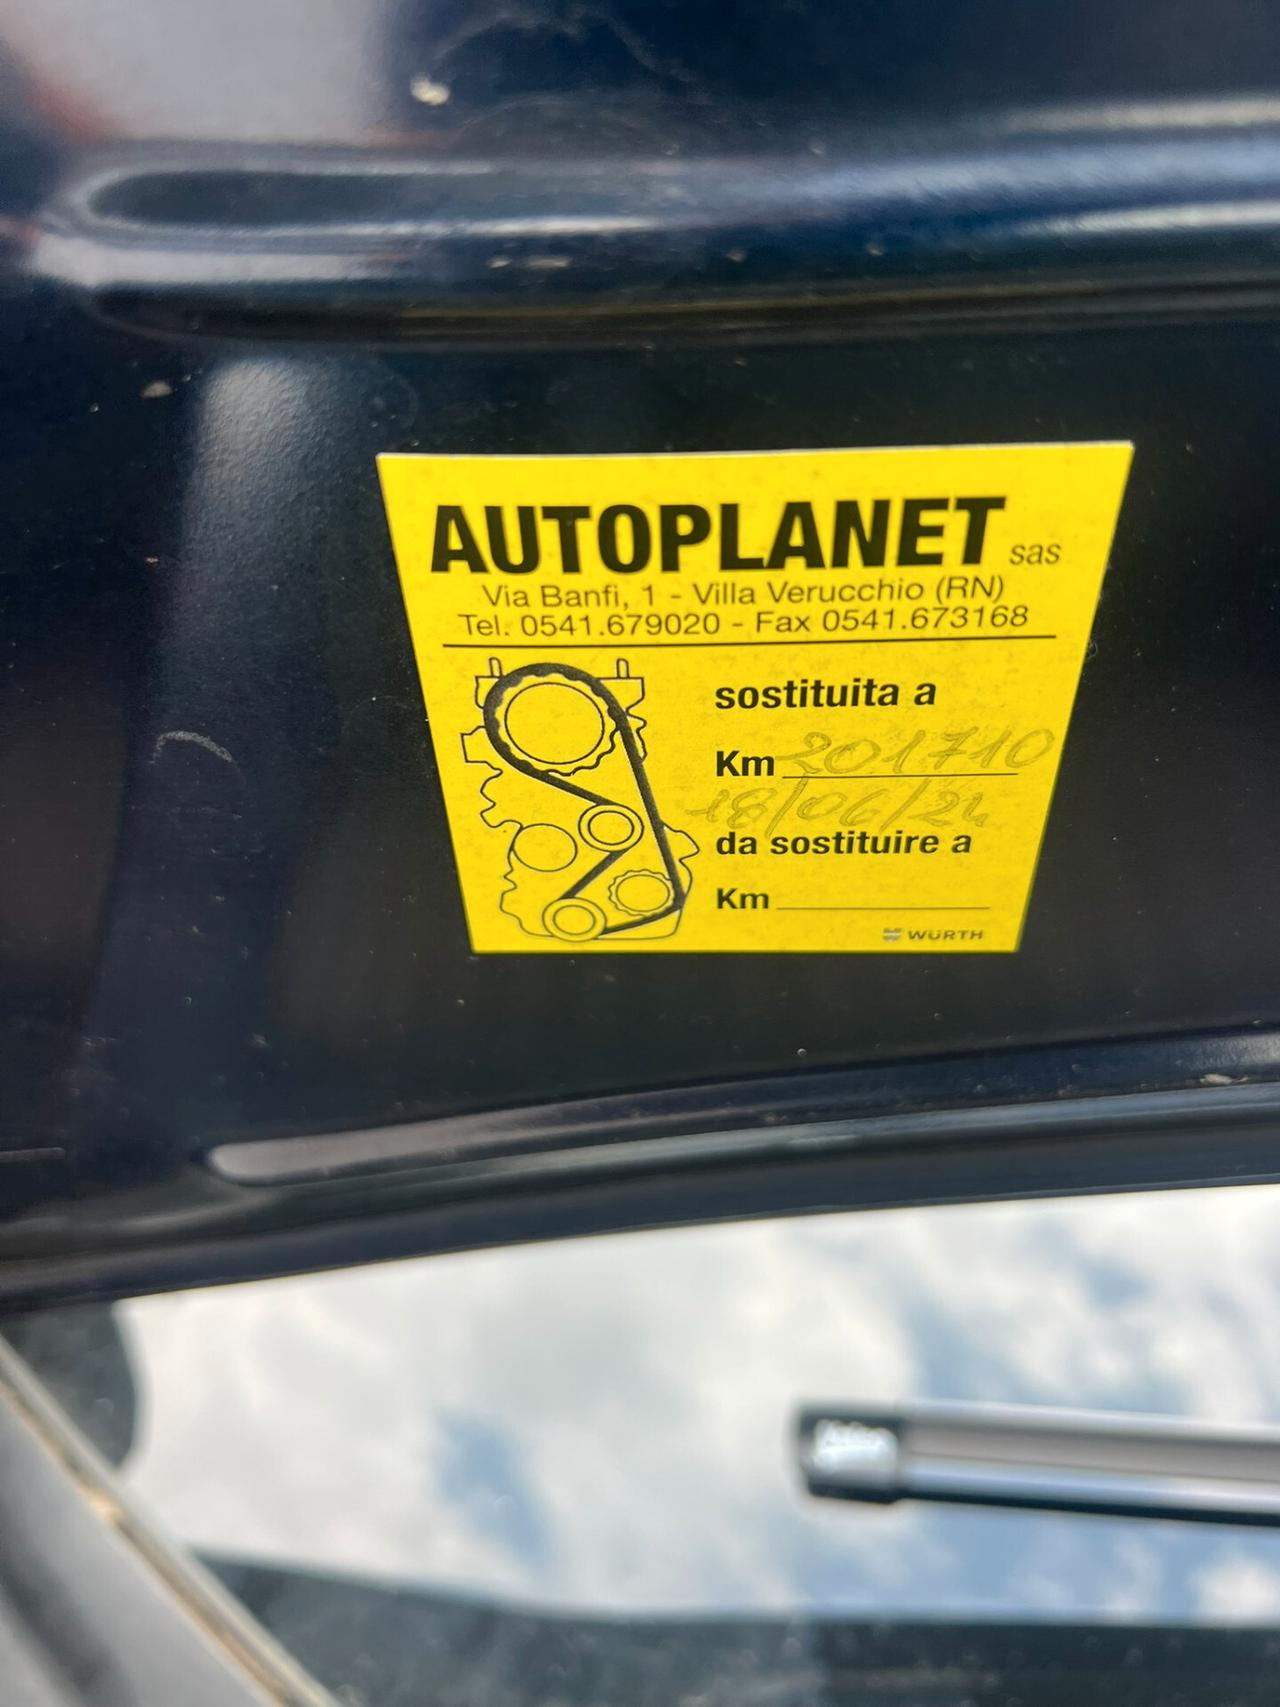 AUTOPLANET sas
Via Banfi, 1 - Villa Verucchio (RN)
Tel. 0541.679020 - Fax 0541.673168
sostituita a
Km 201710
18/06/24
da sostituire a
Km
WÜRTH